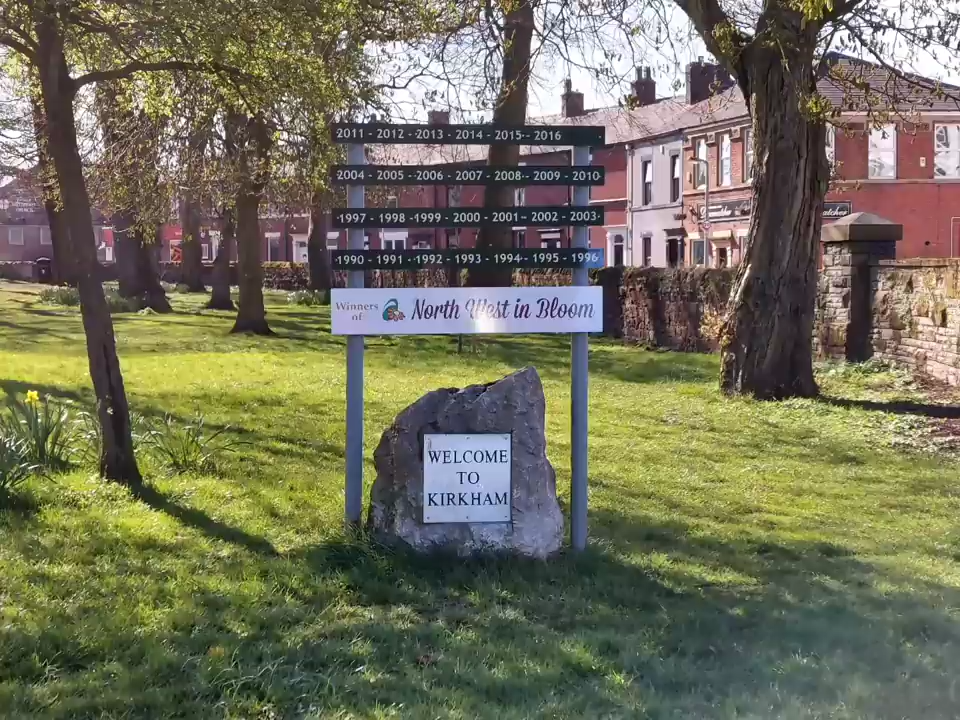 2011 - 2012 - 2013 - 2014 - 2015 - 2016 -
2004 - 2005 - 2006 - 2007 - 2008 - 2009 - 2010
1997 - 1998 - 1999 - 2000 - 2001 - 2002 - 2003
1990 - 1991 - 1992 - 1993 - 1994 - 1995 - 1996
Winners of North West in Bloom
WELCOME
TO
KIRKHAM